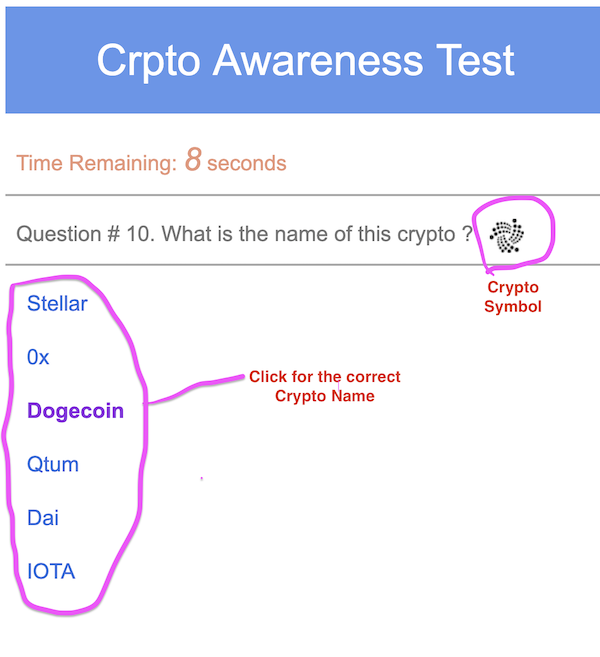 Crpto Awareness Test
Time Remaining: 8 seconds
Question # 10. What is the name of this crypto ?
Crypto
Symbol
Stellar
0x
Click for the correct
Crypto Name
Dogecoin
Qtum
Dai
IOTA